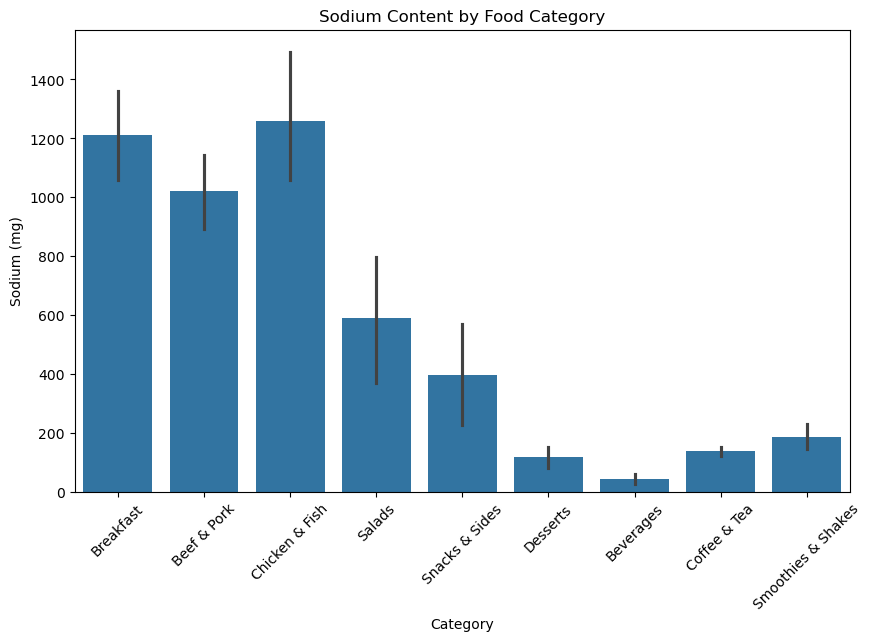 Sodium Content by Food Category
Sodium (mg)
1400
1200
1000
800
600
400
200
0
Breakfast
Beef & Pork
Chicken & Fish
Salads
Snacks & Sides
Desserts
Beverages
Coffee & Tea
Smoothies & Shakes
Category